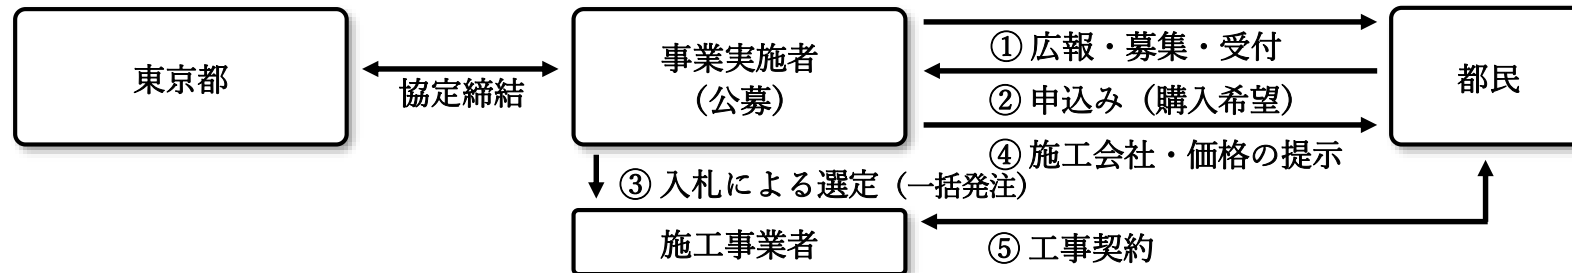 東京都
協定締結
事業実施者
（公募）
① 広報・募集・受付
② 申込み（購入希望）
④ 施工会社・価格の提示
都民
③ 入札による選定（一括発注）
施工事業者
⑤ 工事契約